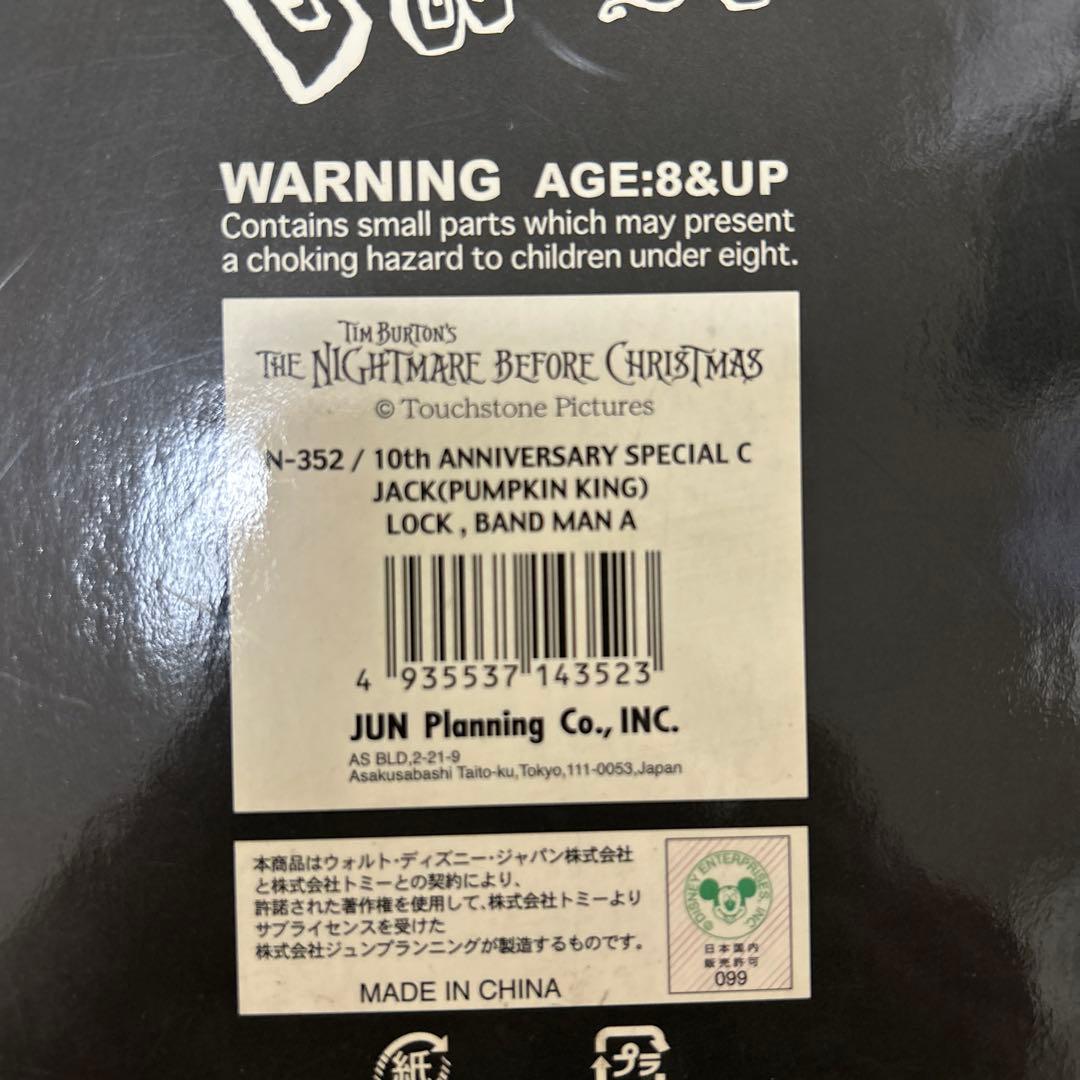 WARNING AGE:8&UP
Contains small parts which may present
a choking hazard to children under eight.
TIM BURTON'S
THE NIGHTMARE BEFORE CHRISTMAS
© Touchstone Pictures
N-352 / 10th ANNIVERSARY SPECIAL C
JACK(PUMPKIN KING)
LOCK , BAND MAN A
4 935537 143523
JUN Planning Co., INC.
AS BLD,2-21-9
Asakusabashi Taito-ku,Tokyo,111-0053,Japan
本商品はウォルト・ディズニー・ジャパン株式会社
と株式会社トミーとの契約により、
許諾された著作権を使用して、株式会社トミーより
サブライセンスを受けた
株式会社ジュンプランニングが製造するものです。
MADE IN CHINA
©DISNEY ENTERPRISES, INC
日本国内
販売許可
099
紙
プラ